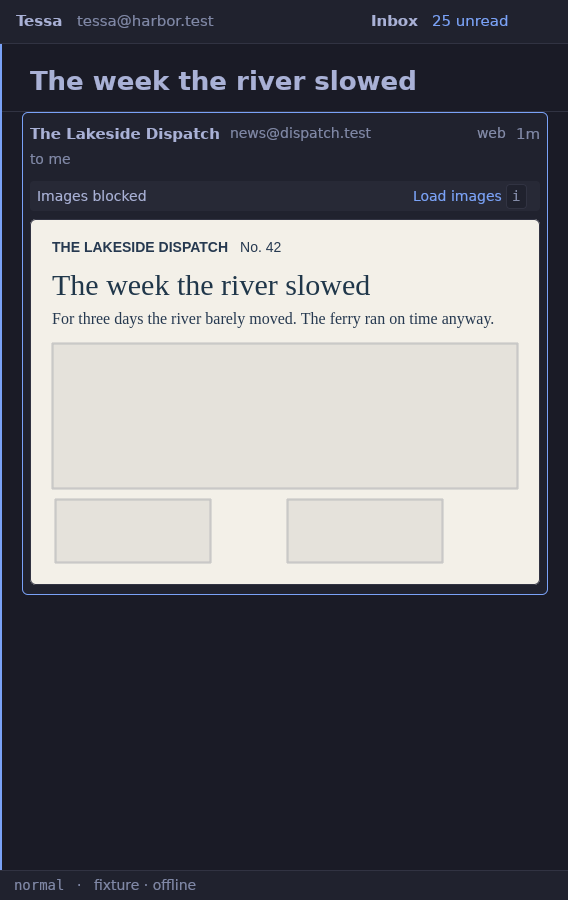 Tessa tessa@harbor.test Inbox 25 unread
The week the river slowed
The Lakeside Dispatch news@dispatch.test web 1m
to me
Images blocked Load images i
THE LAKESIDE DISPATCH No. 42
The week the river slowed
For three days the river barely moved. The ferry ran on time anyway.
normal · fixture · offline